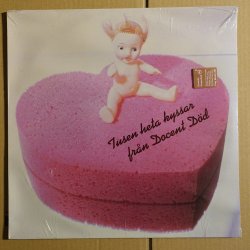 Tusen heta kyssar
från Docent Död